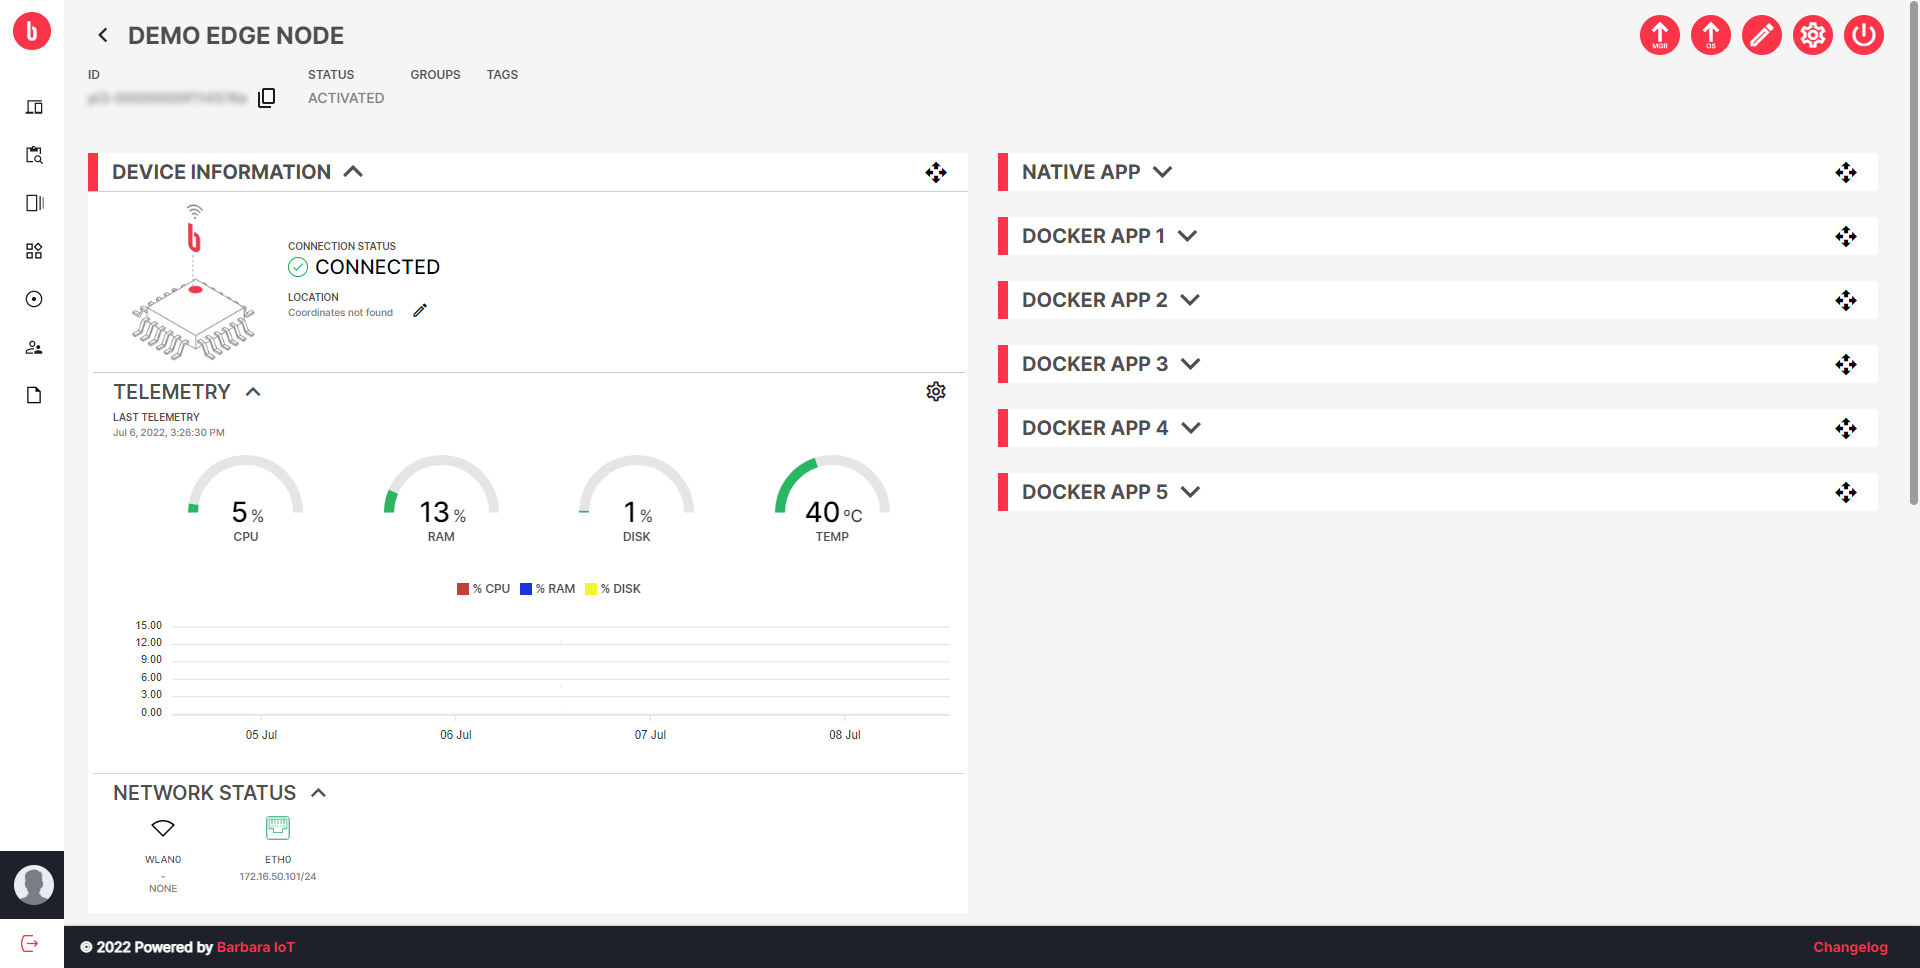 b
DEMO EDGE NODE
MGR
OS
ID
STATUS
GROUPS
TAGS
ACTIVATED
DEVICE INFORMATION
b
CONNECTION STATUS
CONNECTED
LOCATION
Coordinates not found
TELEMETRY
LAST TELEMETRY
Jul 6, 2022, 3:26:30 PM
5 %
CPU
13 %
RAM
1 %
DISK
40 ºC
TEMP
% CPU
% RAM
% DISK
15.00
12.00
9.00
6.00
3.00
0.00
05 Jul
06 Jul
07 Jul
08 Jul
NETWORK STATUS
WLAN0
-
NONE
ETH0
172.16.50.101/24
NATIVE APP
DOCKER APP 1
DOCKER APP 2
DOCKER APP 3
DOCKER APP 4
DOCKER APP 5
© 2022 Powered by Barbara IoT
Changelog